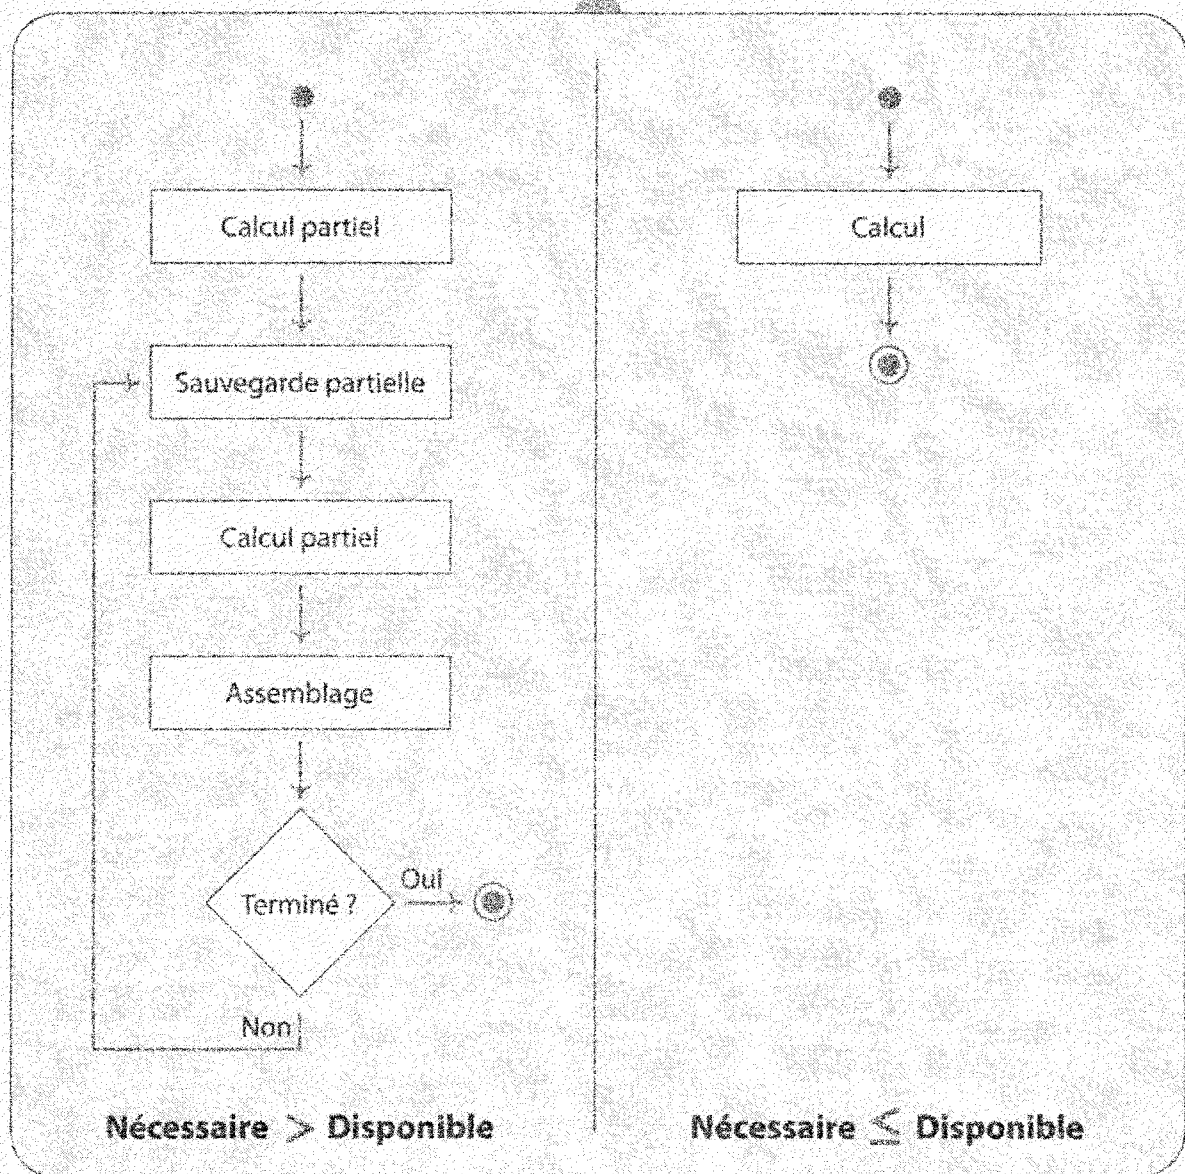 Calcul partiel
Sauvegarde partielle
Calcul partiel
Assemblage
Terminé ?
Oui
Non
Nécessaire > Disponible
Calcul
Nécessaire ≤ Disponible